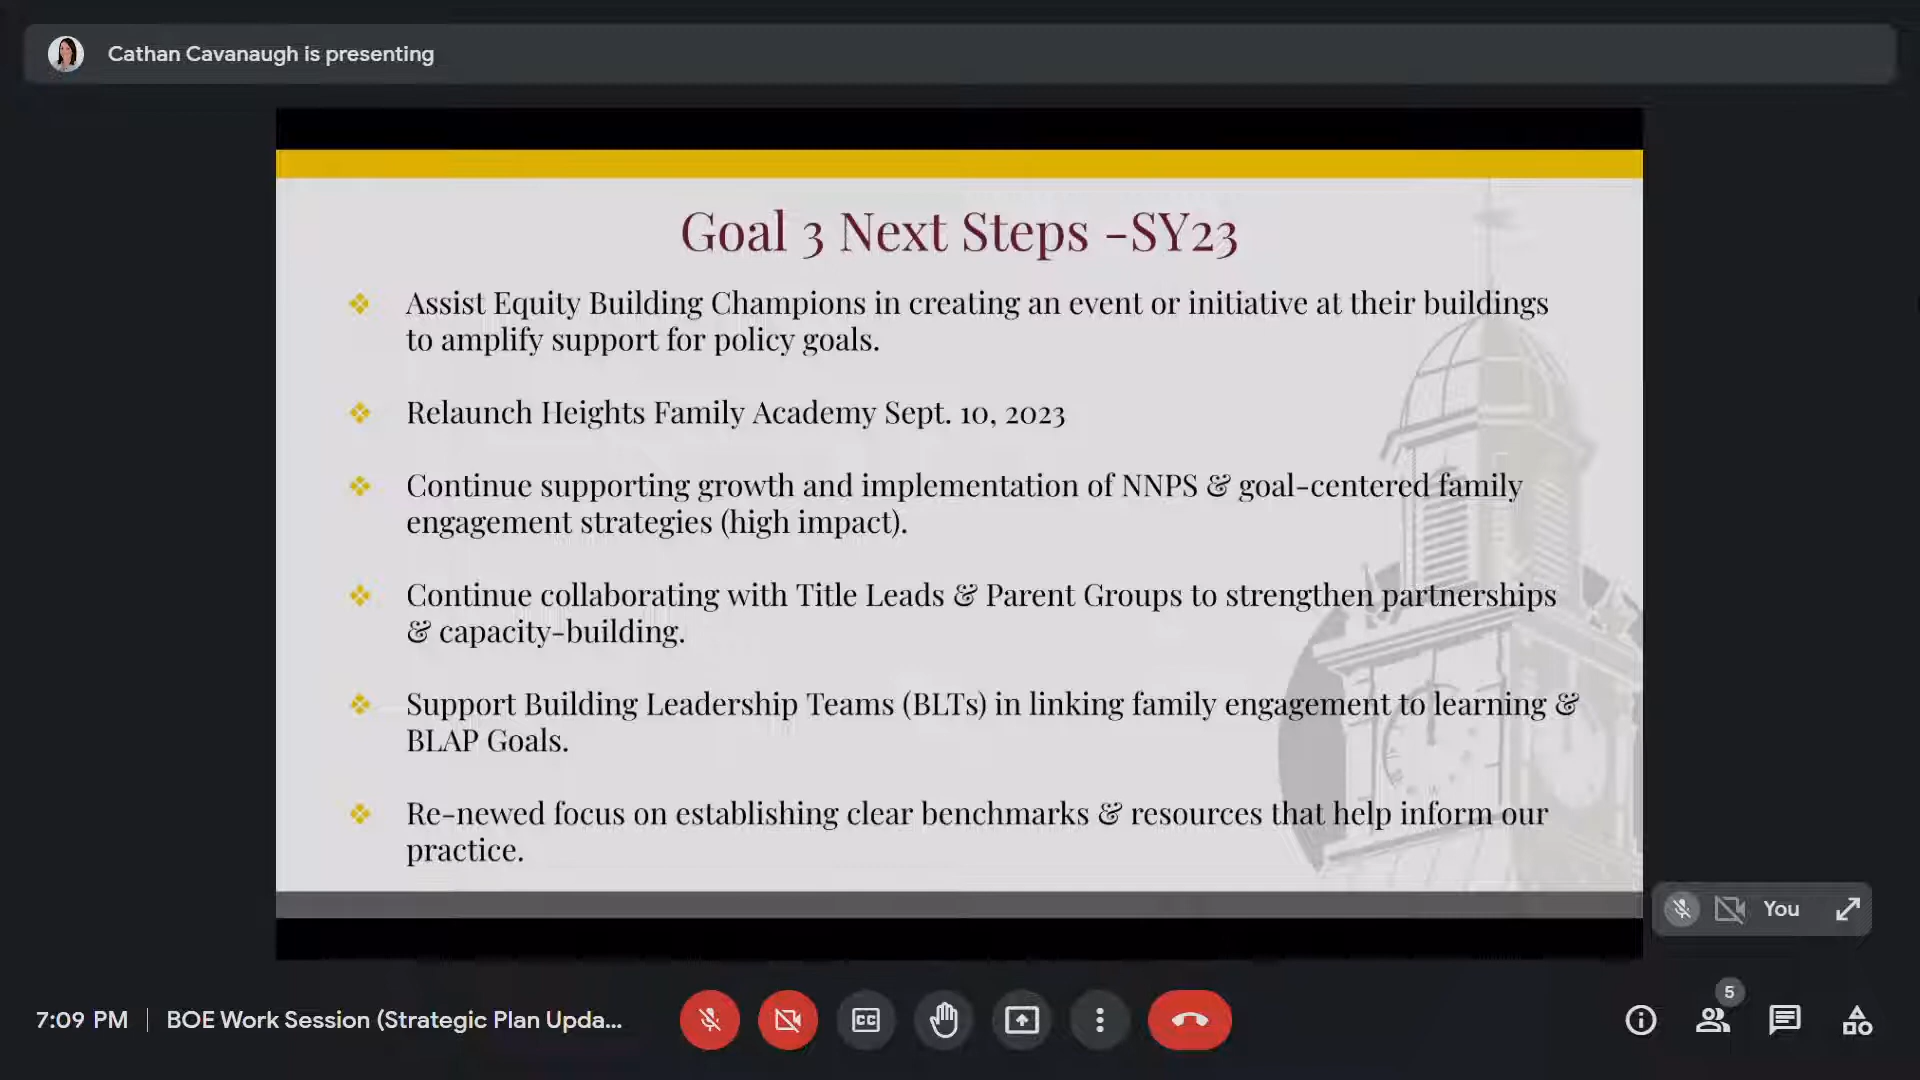 Cathan Cavanaugh is presenting
Goal 3 Next Steps -SY23
Assist Equity Building Champions in creating an event or initiative at their buildings
to amplify support for policy goals.
Relaunch Heights Family Academy Sept. 10, 2023
Continue supporting growth and implementation of NNPS & goal-centered family
engagement strategies (high impact).
Continue collaborating with Title Leads & Parent Groups to strengthen partnerships
& capacity-building.
Support Building Leadership Teams (BLTs) in linking family engagement to learning &
BLAP Goals.
Re-newed focus on establishing clear benchmarks & resources that help inform our
practice.
You
7:09 PM | BOE Work Session (Strategic Plan Upda...
CC
5